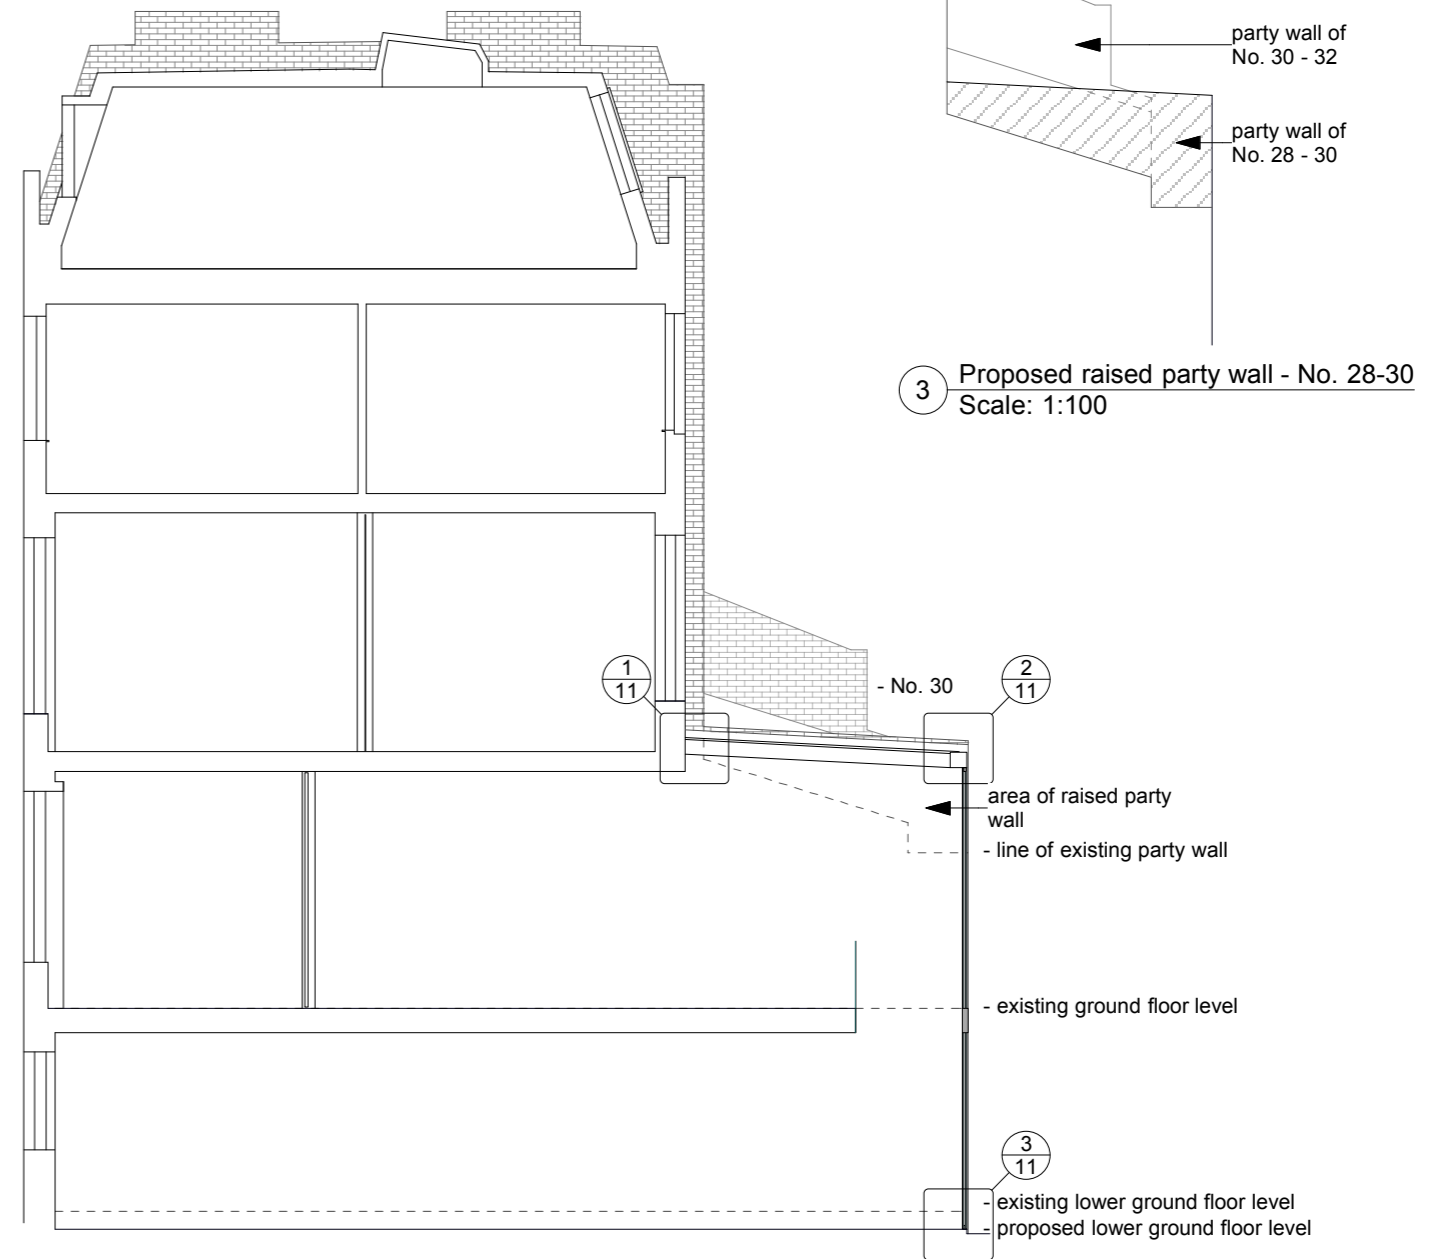 party wall of
No. 30 - 32
party wall of
No. 28 - 30
3
Proposed raised party wall - No. 28-30
Scale: 1:100
1
11
- No. 30
2
11
area of raised party
wall
- line of existing party wall
- existing ground floor level
3
11
- existing lower ground floor level
- proposed lower ground floor level